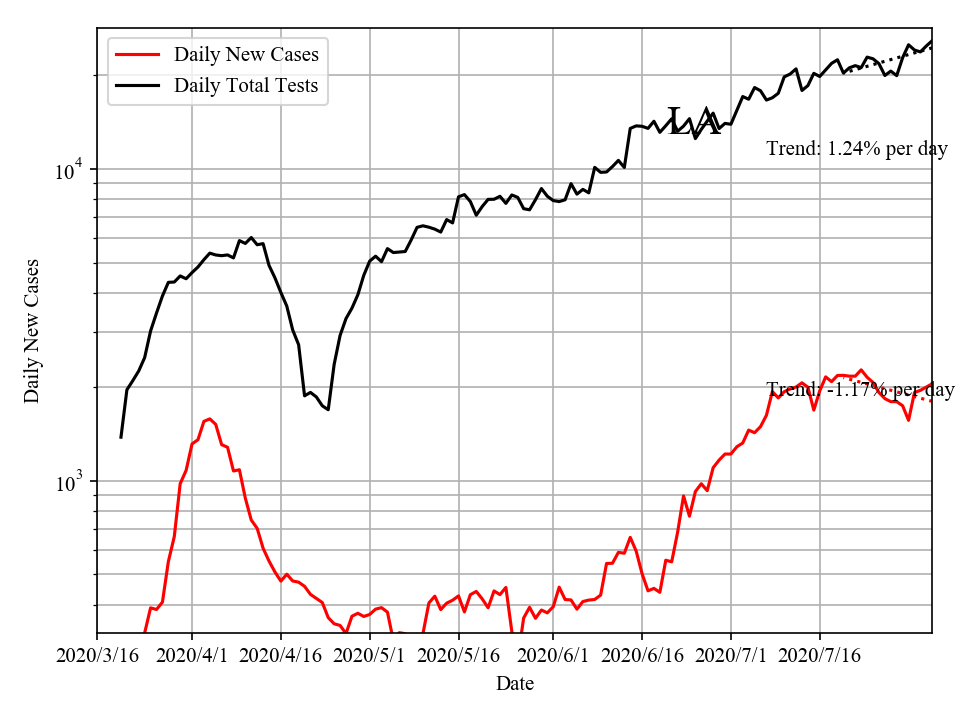 Daily New Cases
Daily Total Tests
LA
Trend: 1.24% per day
Trend: -1.17% per day
Daily New Cases
10^4
10^3
2020/3/16 2020/4/1 2020/4/16 2020/5/1 2020/5/16 2020/6/1 2020/6/16 2020/7/1 2020/7/16
Date